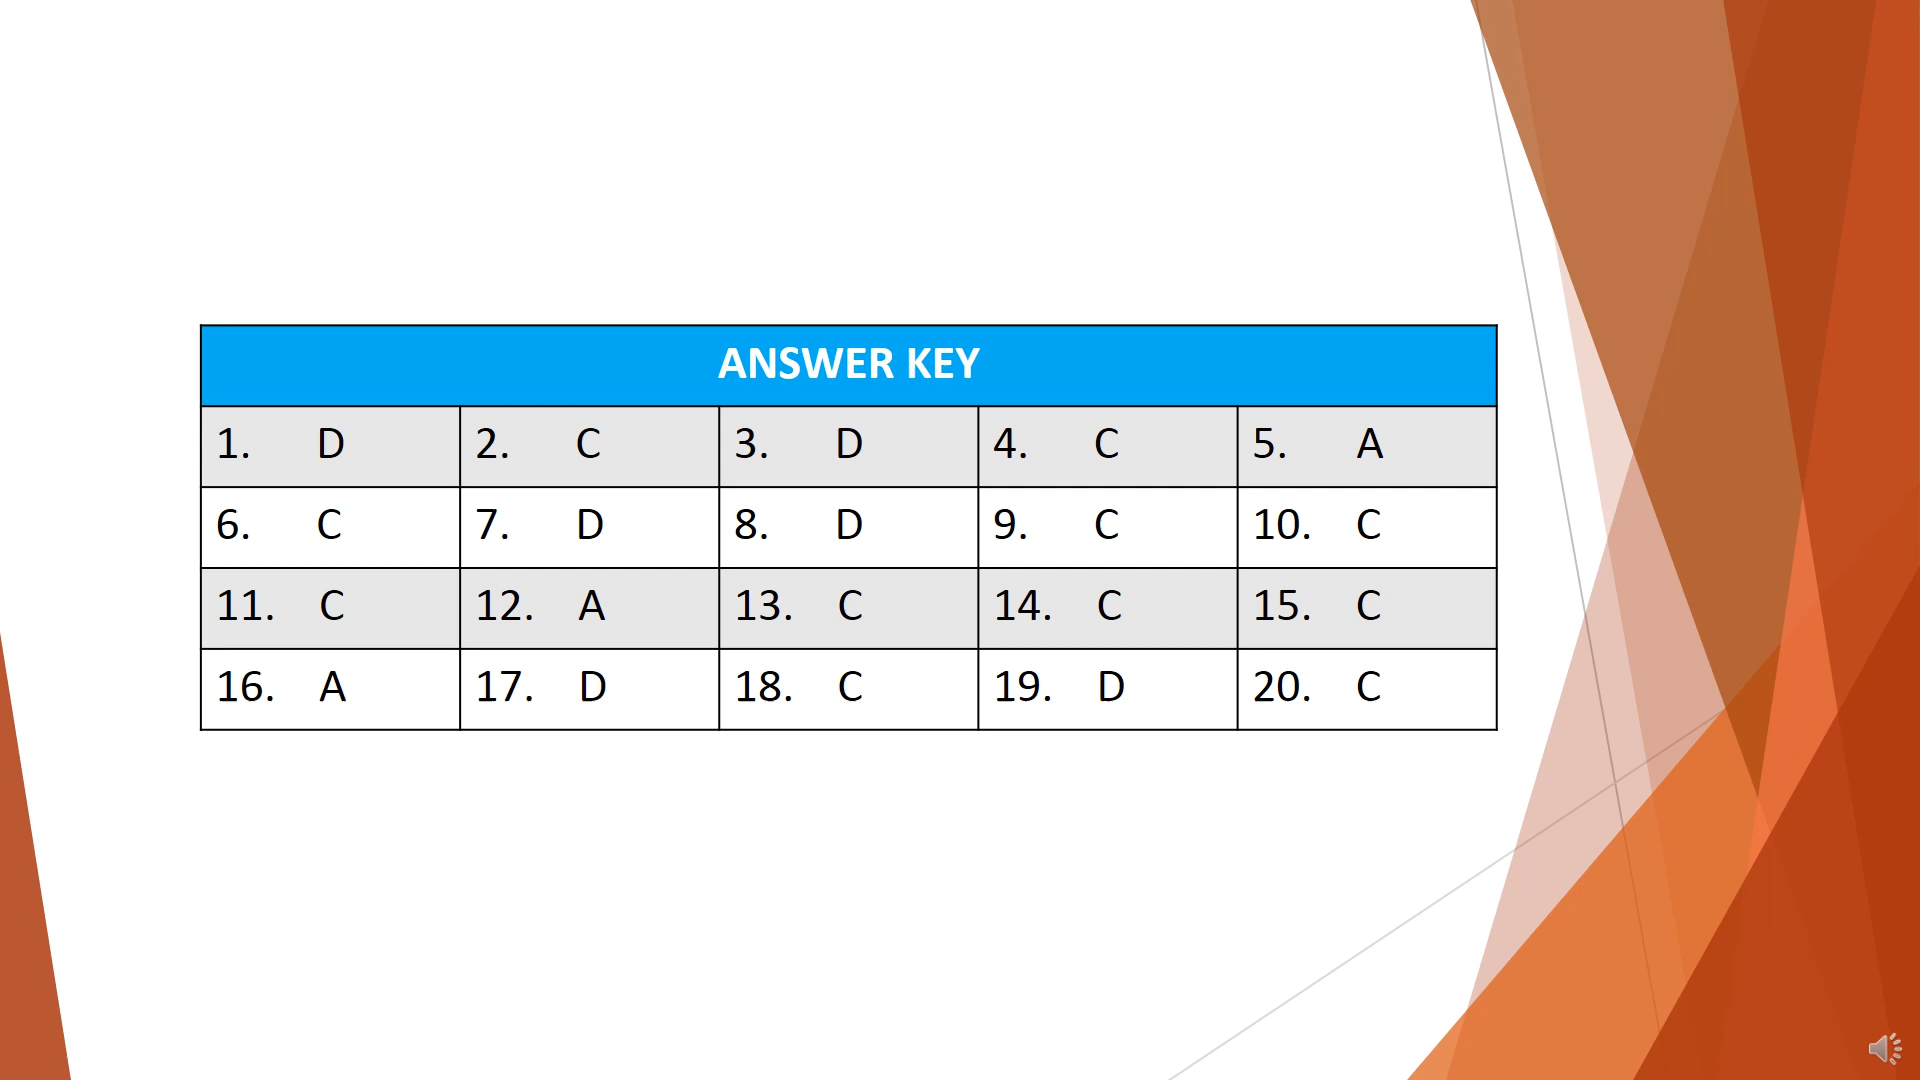 ANSWER KEY
1. D 2. C 3. D 4. C 5. A
6. C 7. D 8. D 9. C 10. C
11. C 12. A 13. C 14. C 15. C
16. A 17. D 18. C 19. D 20. C